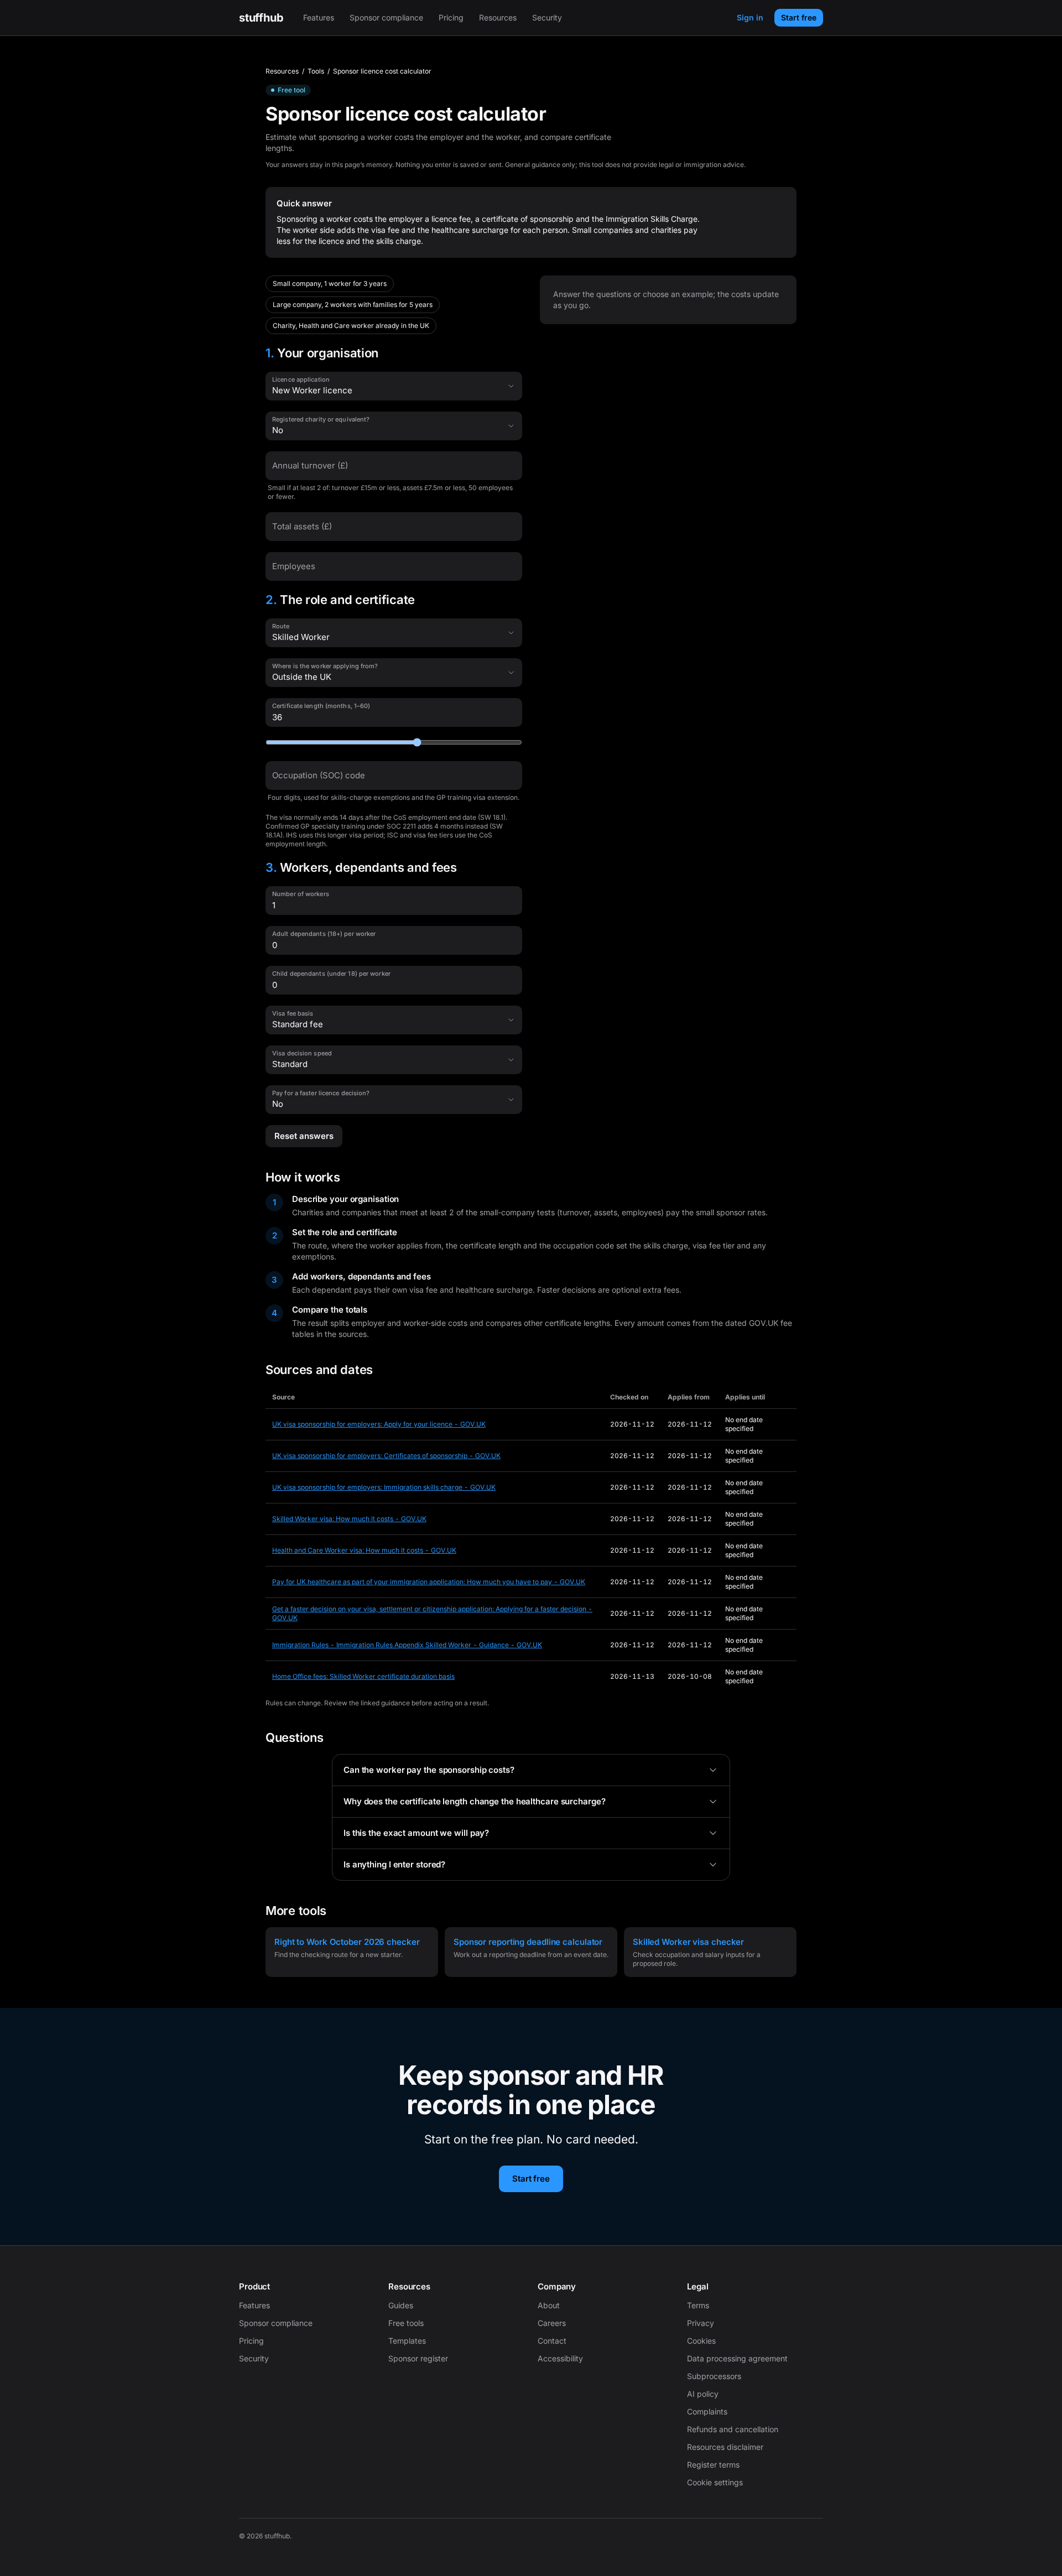 stuffhub Features Sponsor compliance Pricing Resources Security Sign in Start free
Resources / Tools / Sponsor licence cost calculator
Free tool
Sponsor licence cost calculator
Estimate what sponsoring a worker costs the employer and the worker, and compare certificate
lengths.
Your answers stay in this page's memory. Nothing you enter is saved or sent. General guidance only; this tool does not provide legal or immigration advice.
Quick answer
Sponsoring a worker costs the employer a licence fee, a certificate of sponsorship and the Immigration Skills Charge.
The worker side adds the visa fee and the healthcare surcharge for each person. Small companies and charities pay
less for the licence and the skills charge.
Small company, 1 worker for 3 years
Large company, 2 workers with families for 5 years
Charity, Health and Care worker already in the UK
Answer the questions or choose an example; the costs update
as you go.
1. Your organisation
Licence application
New Worker licence
Registered charity or equivalent?
No
Annual turnover (£)
Small if at least 2 of: turnover £15m or less, assets £7.5m or less, 50 employees
or fewer.
Total assets (£)
Employees
2. The role and certificate
Route
Skilled Worker
Where is the worker applying from?
Outside the UK
Certificate length (months, 1–60)
36
Occupation (SOC) code
Four digits, used for skills-charge exemptions and the GP training visa extension.
The visa normally ends 14 days after the CoS employment end date (SW 18.1).
Confirmed GP specialty training under SOC 2211 adds 4 months instead (SW
18.1A). IHS uses this longer visa period; ISC and visa fee tiers use the CoS
employment length.
3. Workers, dependants and fees
Number of workers
1
Adult dependants (18+) per worker
0
Child dependants (under 18) per worker
0
Visa fee basis
Standard fee
Visa decision speed
Standard
Pay for a faster licence decision?
No
Reset answers
How it works
1 Describe your organisation
Charities and companies that meet at least 2 of the small-company tests (turnover, assets, employees) pay the small sponsor rates.
2 Set the role and certificate
The route, where the worker applies from, the certificate length and the occupation code set the skills charge, visa fee tier and any
exemptions.
3 Add workers, dependants and fees
Each dependant pays their own visa fee and healthcare surcharge. Faster decisions are optional extra fees.
4 Compare the totals
The result splits employer and worker-side costs and compares other certificate lengths. Every amount comes from the dated GOV.UK fee
tables in the sources.
Sources and dates
Source Checked on Applies from Applies until
UK visa sponsorship for employers: Apply for your licence - GOV.UK 2026-11-12 2026-11-12 No end date
specified
UK visa sponsorship for employers: Certificates of sponsorship - GOV.UK 2026-11-12 2026-11-12 No end date
specified
UK visa sponsorship for employers: Immigration skills charge - GOV.UK 2026-11-12 2026-11-12 No end date
specified
Skilled Worker visa: How much it costs - GOV.UK 2026-11-12 2026-11-12 No end date
specified
Health and Care Worker visa: How much it costs - GOV.UK 2026-11-12 2026-11-12 No end date
specified
Pay for UK healthcare as part of your immigration application: How much you have to pay - GOV.UK 2026-11-12 2026-11-12 No end date
specified
Get a faster decision on your visa, settlement or citizenship application: Applying for a faster decision -
GOV.UK 2026-11-12 2026-11-12 No end date
specified
Immigration Rules - Immigration Rules Appendix Skilled Worker - Guidance - GOV.UK 2026-11-12 2026-11-12 No end date
specified
Home Office fees: Skilled Worker certificate duration basis 2026-11-13 2026-10-08 No end date
specified
Rules can change. Review the linked guidance before acting on a result.
Questions
Can the worker pay the sponsorship costs?
Why does the certificate length change the healthcare surcharge?
Is this the exact amount we will pay?
Is anything I enter stored?
More tools
Right to Work October 2026 checker
Find the checking route for a new starter.
Sponsor reporting deadline calculator
Work out a reporting deadline from an event date.
Skilled Worker visa checker
Check occupation and salary inputs for a
proposed role.
Keep sponsor and HR
records in one place
Start on the free plan. No card needed.
Start free
Product
Features
Sponsor compliance
Pricing
Security
Resources
Guides
Free tools
Templates
Sponsor register
Company
About
Careers
Contact
Accessibility
Legal
Terms
Privacy
Cookies
Data processing agreement
Subprocessors
AI policy
Complaints
Refunds and cancellation
Resources disclaimer
Register terms
Cookie settings
© 2026 stuffhub.